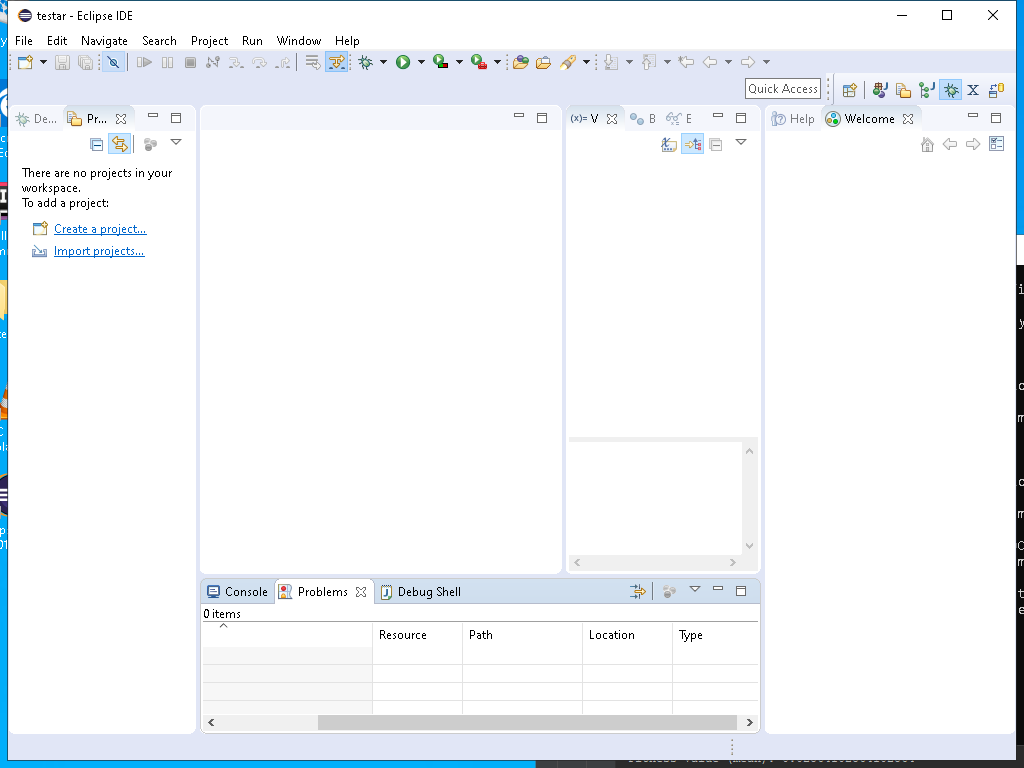 testar - Eclipse IDE
File Edit Navigate Search Project Run Window Help
Quick Access
De... Pr...
(x)= V B E
Help Welcome
There are no projects in your
workspace.
To add a project:
Create a project...
Import projects...
Console Problems Debug Shell
0 items
Resource Path Location Type